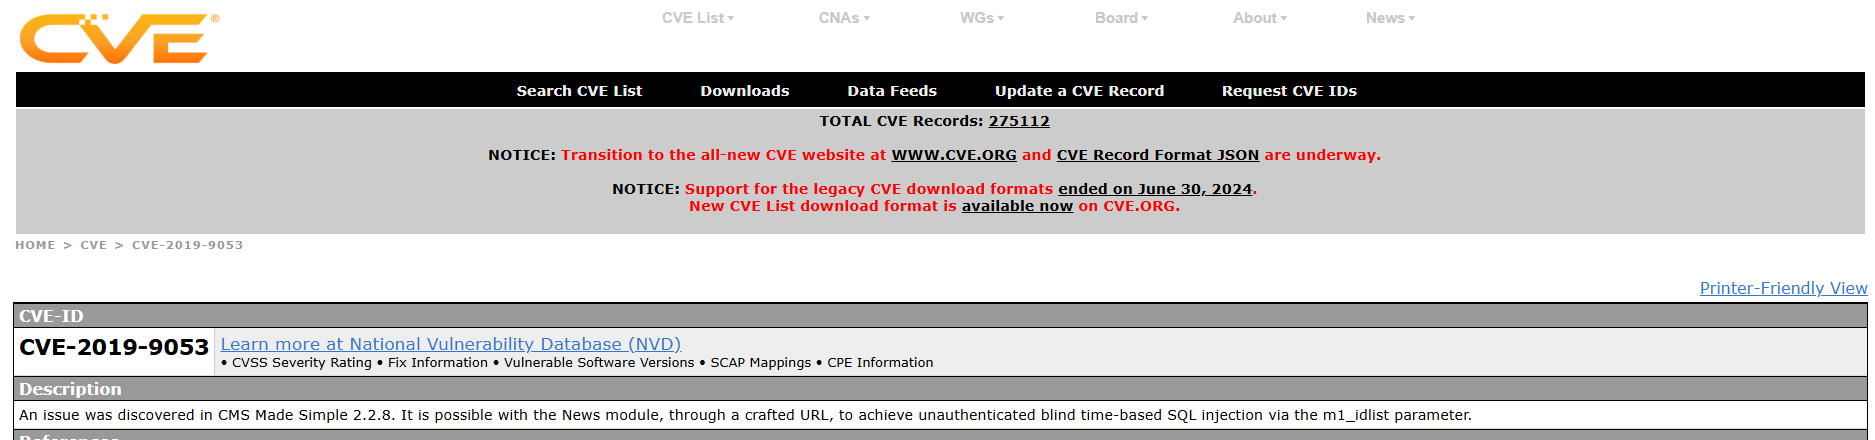 CVE®
CVE List▾ CNAs▾ WGs▾ Board▾ About▾ News▾
Search CVE List Downloads Data Feeds Update a CVE Record Request CVE IDs
TOTAL CVE Records: 275112
NOTICE: Transition to the all-new CVE website at WWW.CVE.ORG and CVE Record Format JSON are underway.
NOTICE: Support for the legacy CVE download formats ended on June 30, 2024.
New CVE List download format is available now on CVE.ORG.
HOME > CVE > CVE-2019-9053
Printer-Friendly View
CVE-ID
CVE-2019-9053 Learn more at National Vulnerability Database (NVD)
• CVSS Severity Rating • Fix Information • Vulnerable Software Versions • SCAP Mappings • CPE Information
Description
An issue was discovered in CMS Made Simple 2.2.8. It is possible with the News module, through a crafted URL, to achieve unauthenticated blind time-based SQL injection via the m1_idlist parameter.
References